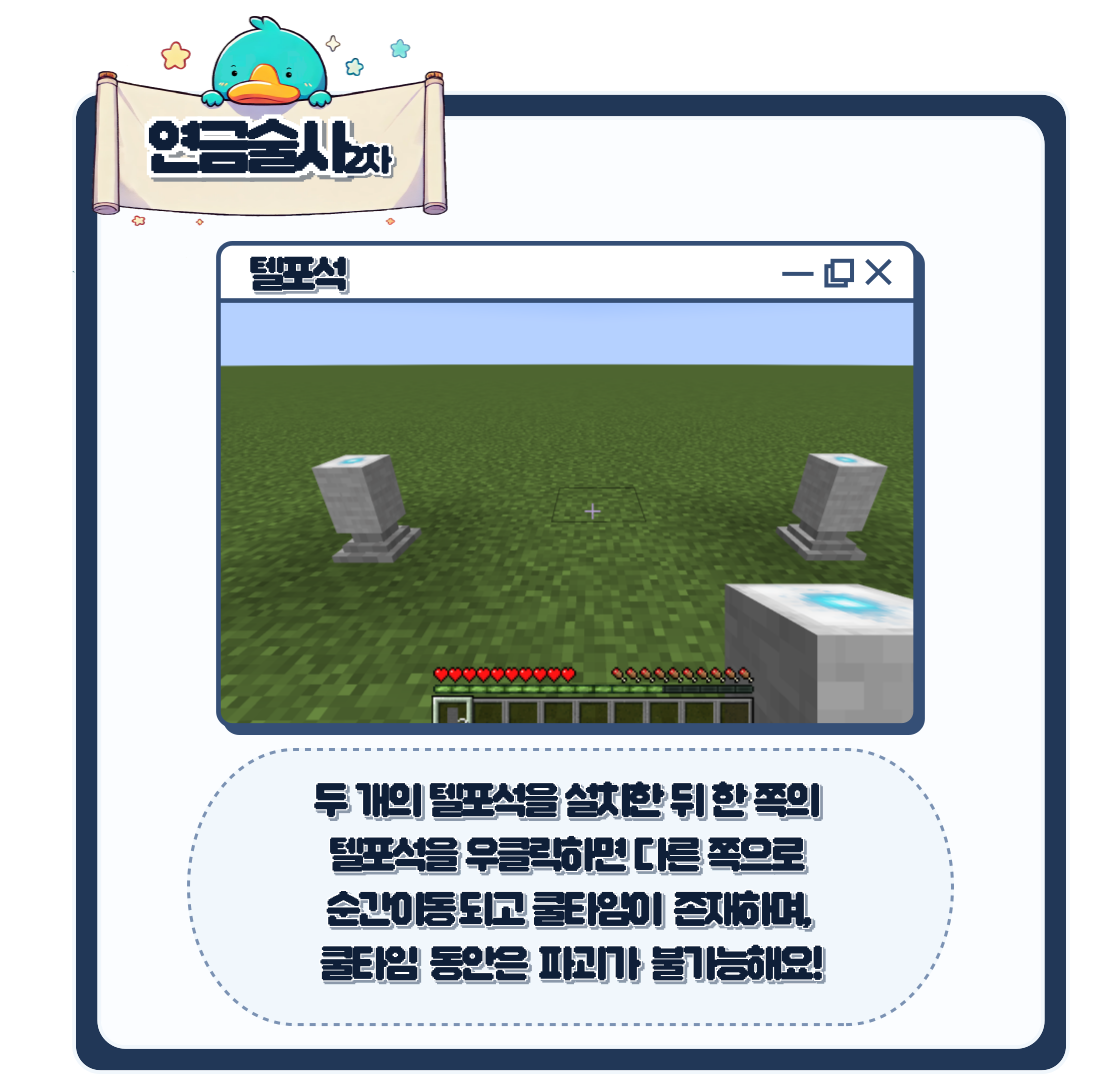 연금술사2차
텔포석
두 개의 텔포석을 설치한 뒤 한 쪽의
텔포석을 우클릭하면 다른 쪽으로
순간이동되고 쿨타임이 존재하며,
쿨타임 동안은 파괴가 불가능해요!